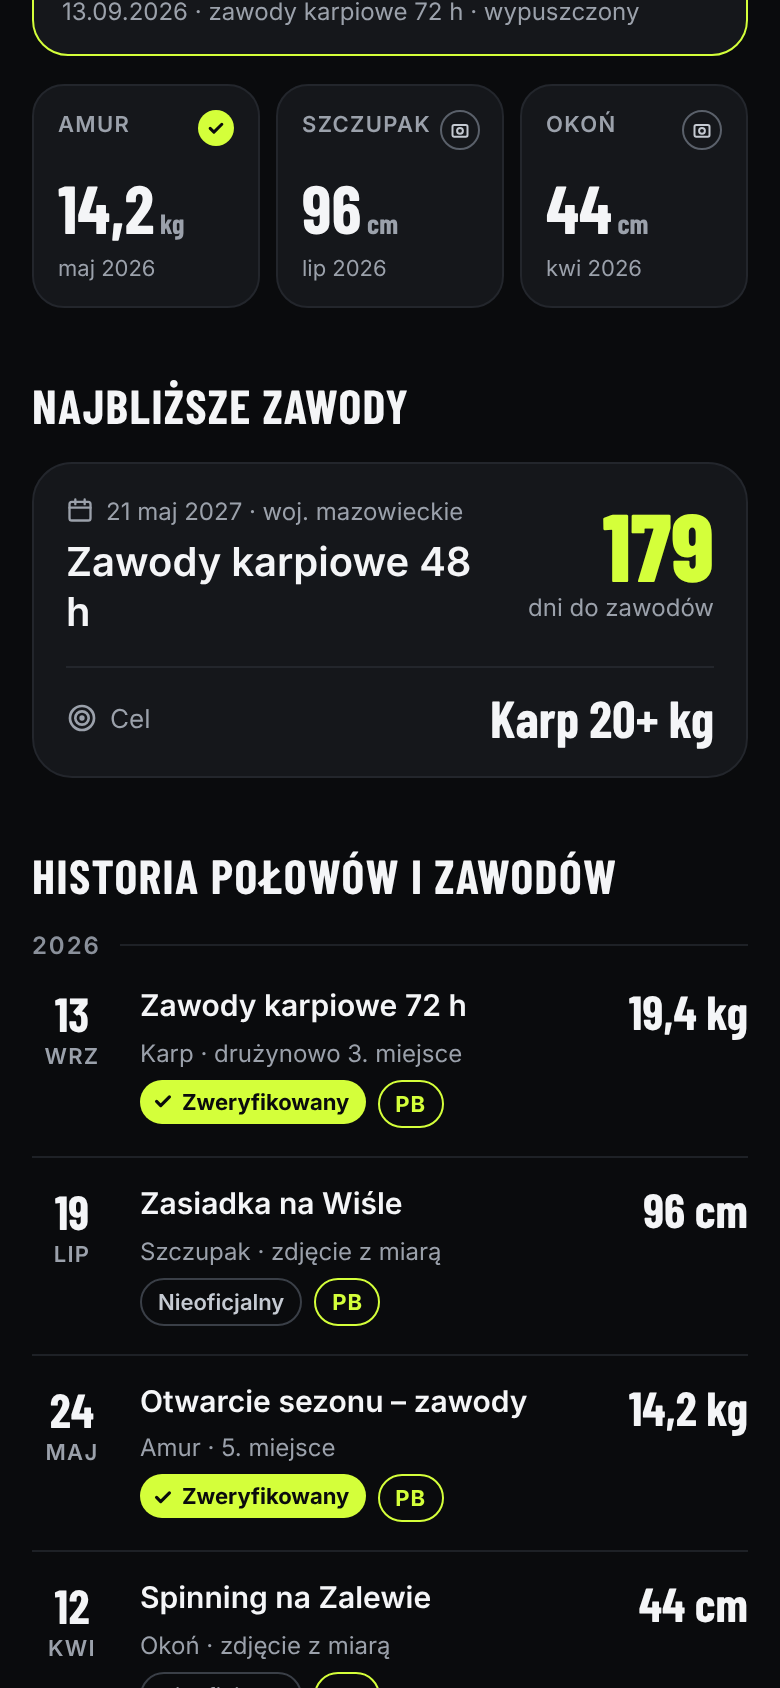 13.09.2026 · zawody karpiowe 72 h · wypuszczony
AMUR
14,2 kg
maj 2026
SZCZUPAK
96 cm
lip 2026
OKOŃ
44 cm
kwi 2026
NAJBLIŻSZE ZAWODY
21 maj 2027 · woj. mazowieckie
Zawody karpiowe 48
h
179
dni do zawodów
Cel
Karp 20+ kg
HISTORIA POŁOWÓW I ZAWODÓW
2026
13
WRZ
Zawody karpiowe 72 h
19,4 kg
Karp · drużynowo 3. miejsce
Zweryfikowany
PB
19
LIP
Zasiadka na Wiśle
96 cm
Szczupak · zdjęcie z miarą
Nieoficjalny
PB
24
MAJ
Otwarcie sezonu – zawody
14,2 kg
Amur · 5. miejsce
Zweryfikowany
PB
12
KWI
Spinning na Zalewie
44 cm
Okoń · zdjęcie z miarą